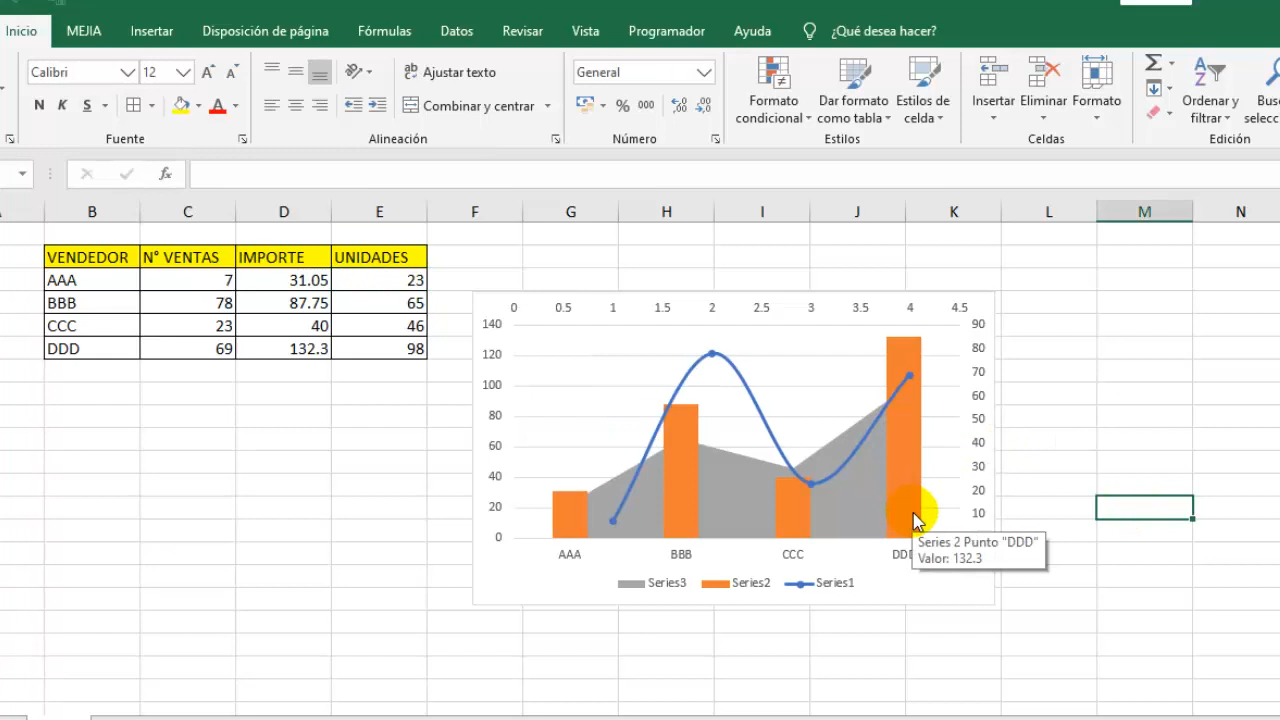 Inicio MEJIA Insertar Disposición de página Fórmulas Datos Revisar Vista Programador Ayuda ¿Qué desea hacer?
Calibri 12 Ajustar texto General
N K S Combinar y centrar % 000
Formato condicional
Dar formato como tabla
Estilos de celda
Insertar Eliminar Formato
Ordenar y filtrar
Fuente Alineación Número Estilos Celdas Edición
fx
B C D E F G H I J K L M N
VENDEDOR N° VENTAS IMPORTE UNIDADES
AAA 7 31.05 23
BBB 78 87.75 65
CCC 23 40 46
DDD 69 132.3 98
0 0.5 1 1.5 2 2.5 3 3.5 4 4.5
140 90
120 80
100 70
80 60
60 50
40 40
20 30
0 20
10
AAA BBB CCC
Series 2 Punto "DDD"
Valor: 132.3
Series3 Series2 Series1